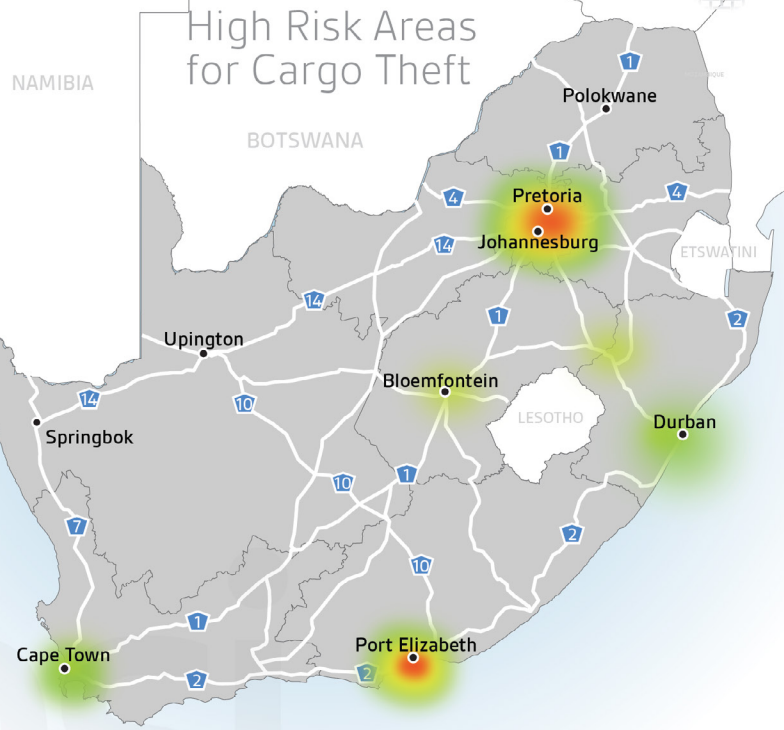 High Risk Areas
for Cargo Theft
NAMIBIA
BOTSWANA
1
Polokwane
1
4
Pretoria
4
Johannesburg
14
ETSWATINI
14
1
2
Upington
Bloemfontein
14
10
LESOTHO
Durban
Springbok
1
10
7
2
10
1
Port Elizabeth
Cape Town
2
2